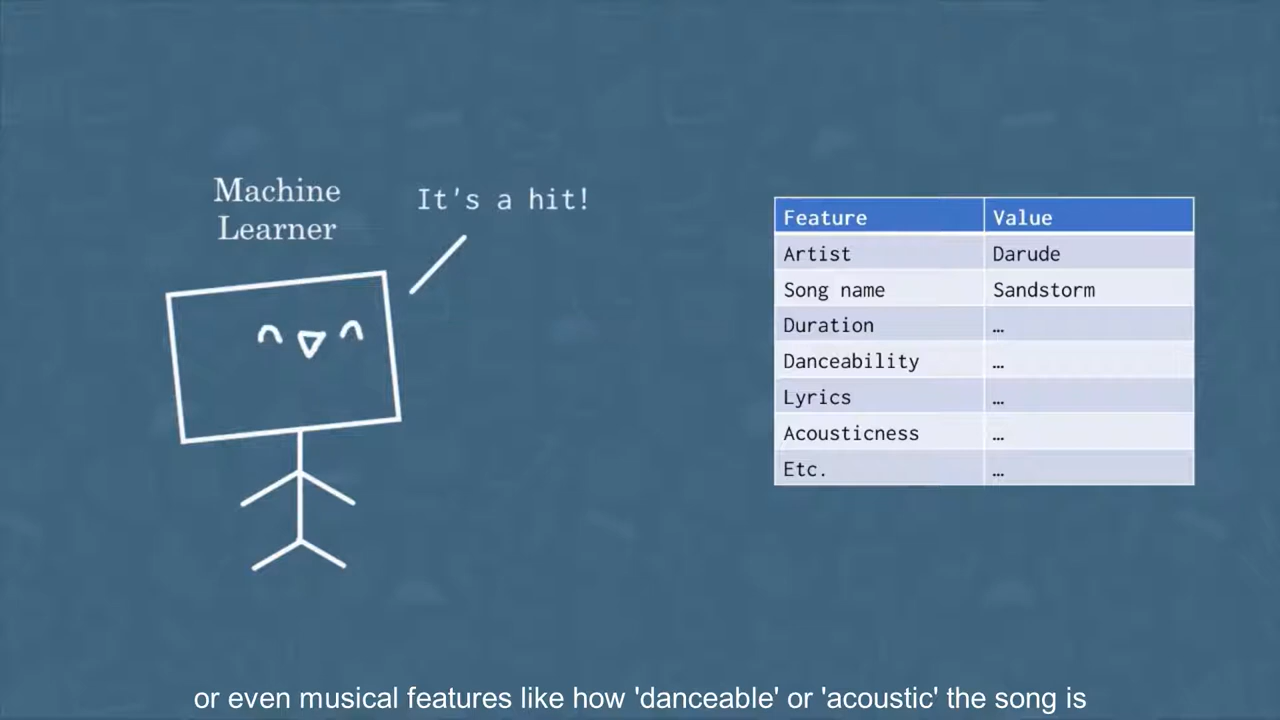 Machine
Learner
It's a hit!
Feature Value
Artist Darude
Song name Sandstorm
Duration …
Danceability …
Lyrics …
Acousticness …
Etc. …
or even musical features like how 'danceable' or 'acoustic' the song is